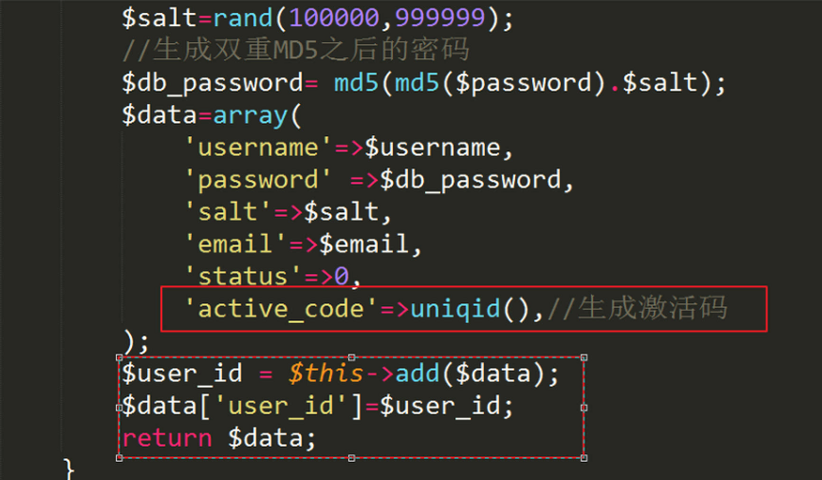 $salt=rand(100000,999999);
//生成双重MD5之后的密码
$db_password= md5(md5($password).$salt);
$data=array(
'username'=>$username,
'password' =>$db_password,
'salt'=>$salt,
'email'=>$email,
'status'=>0,
'active_code'=>uniqid(),//生成激活码
);
$user_id = $this->add($data);
$data['user_id']=$user_id;
return $data;
}